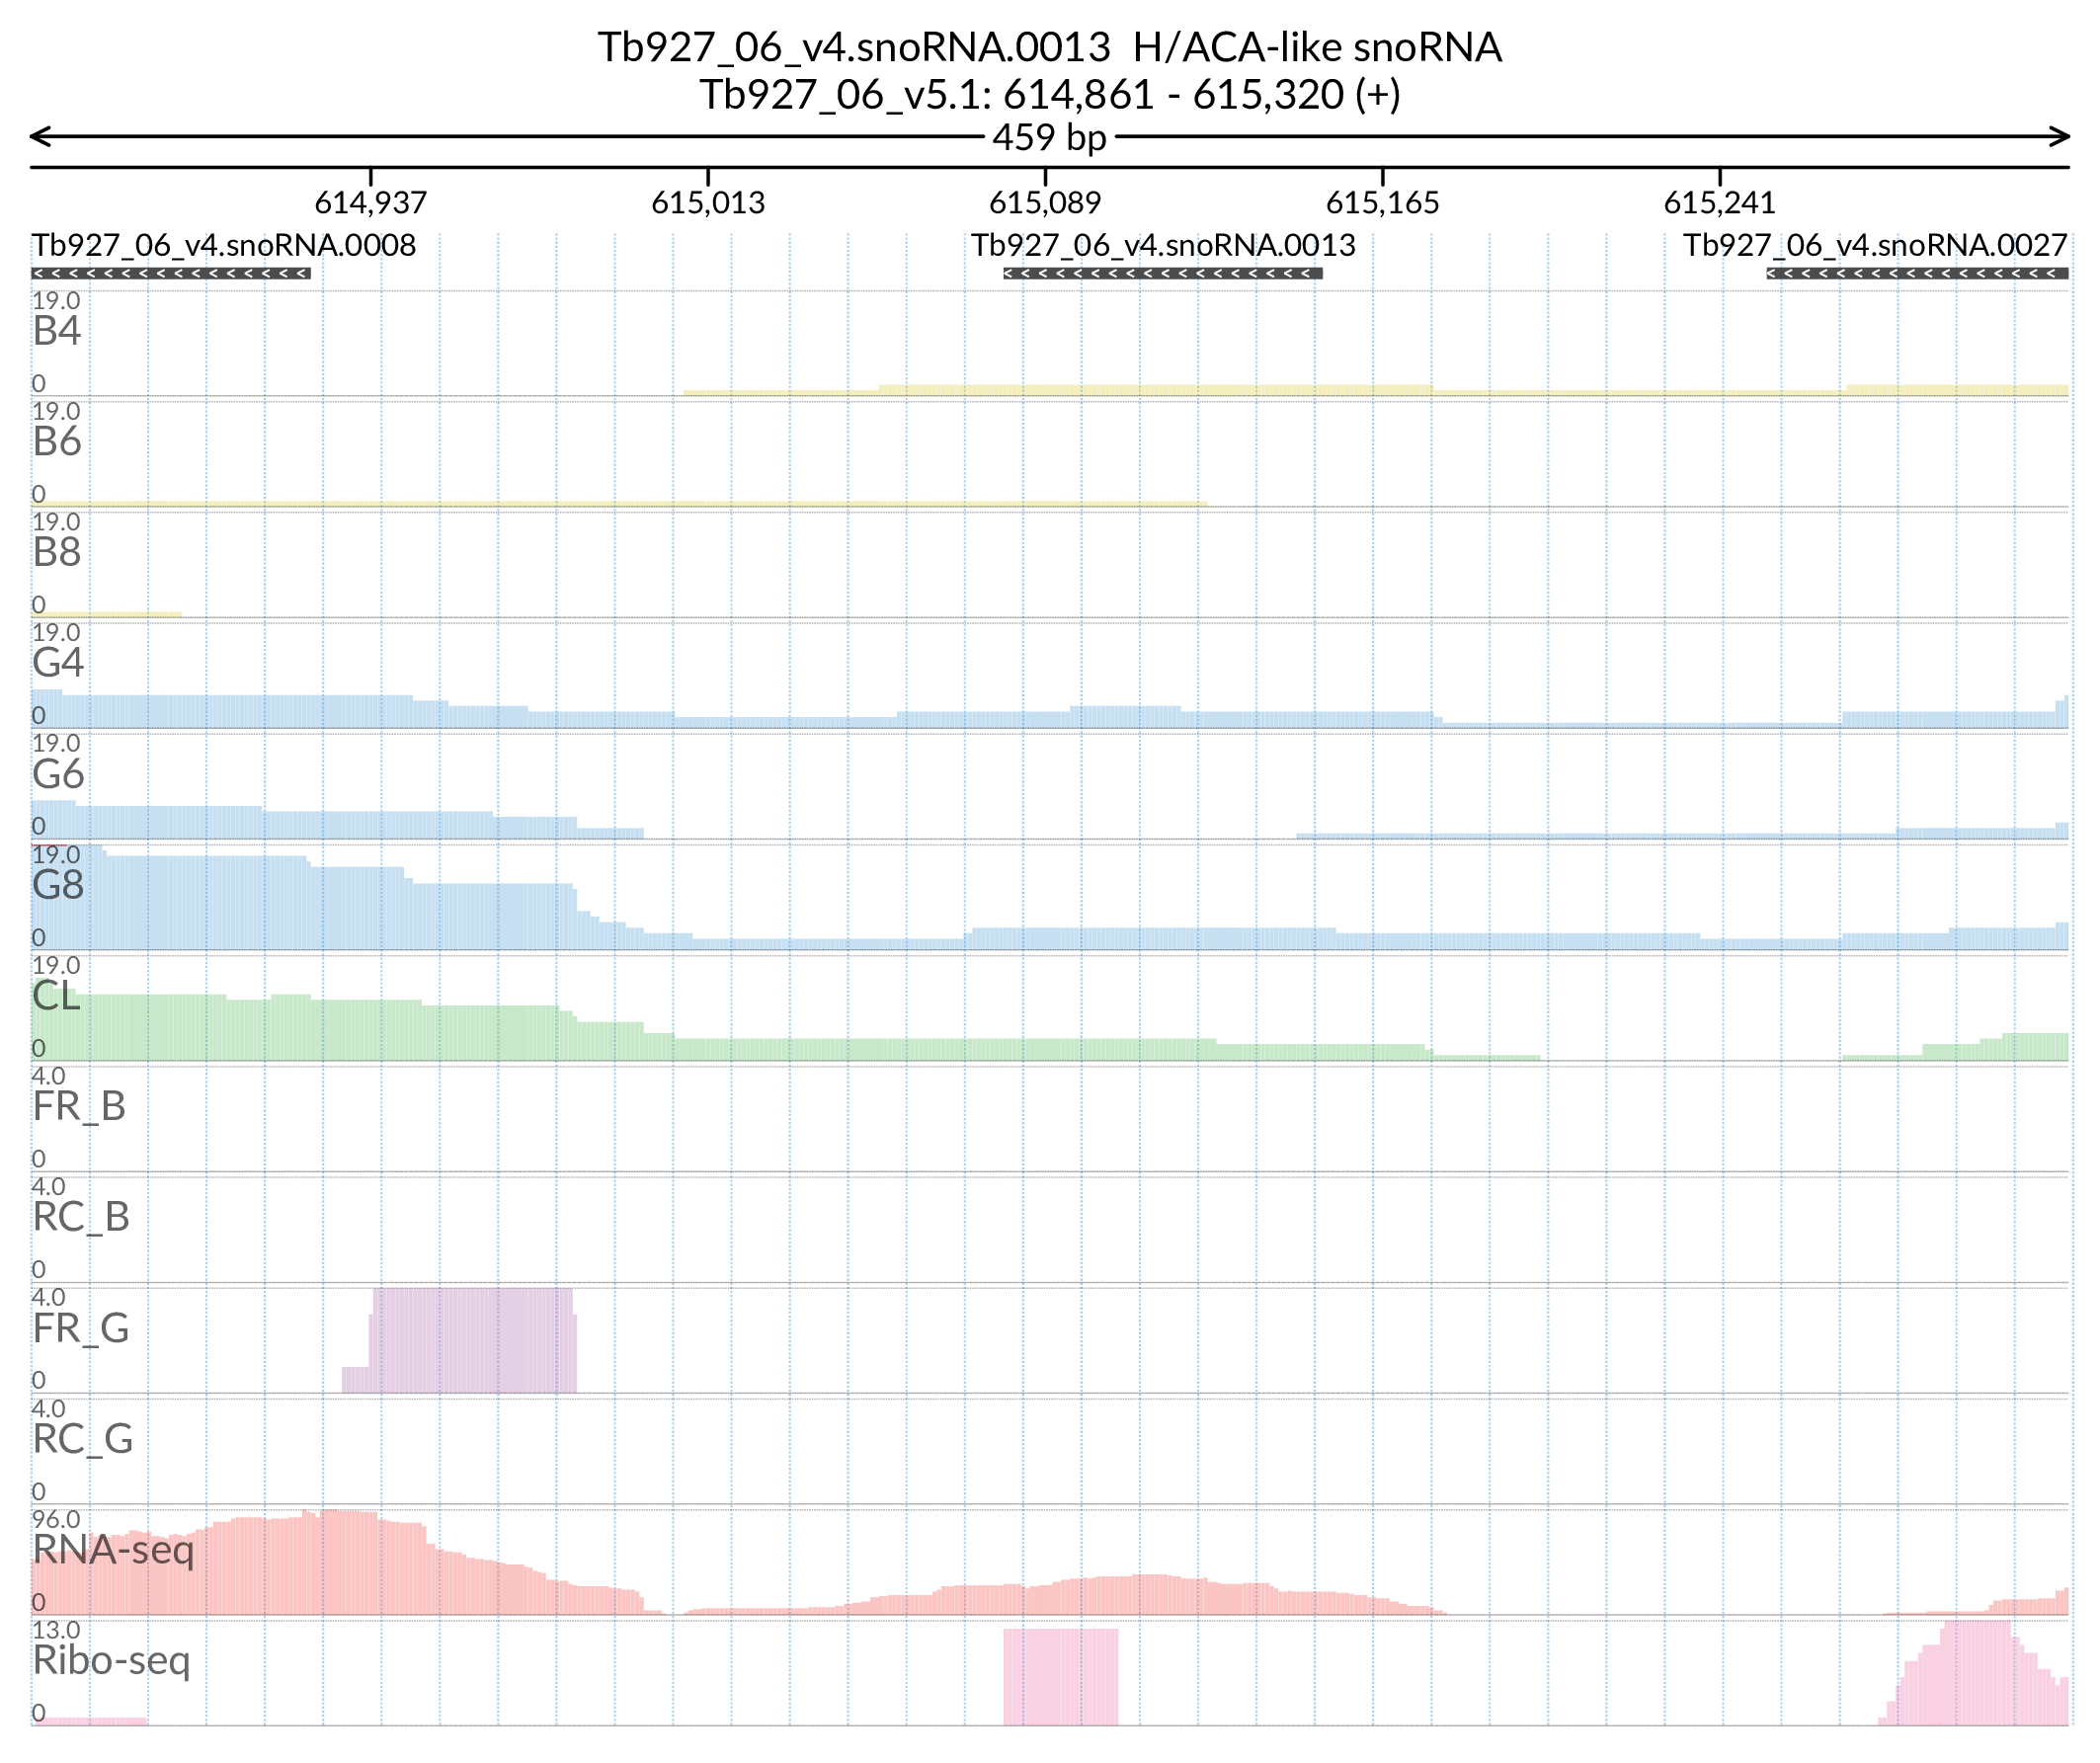 Tb927_06_v4.snoRNA.0013 H/ACA-like snoRNA
Tb927_06_v5.1: 614,861 - 615,320 (+)
459 bp
614,937 615,013 615,089 615,165 615,241
Tb927_06_v4.snoRNA.0008 Tb927_06_v4.snoRNA.0013 Tb927_06_v4.snoRNA.0027
19.0
B4
0
19.0
B6
0
19.0
B8
0
19.0
G4
0
19.0
G6
0
19.0
G8
0
19.0
CL
0
4.0
FR_B
0
4.0
RC_B
0
4.0
FR_G
0
4.0
RC_G
0
96.0
RNA-seq
0
13.0
Ribo-seq
0